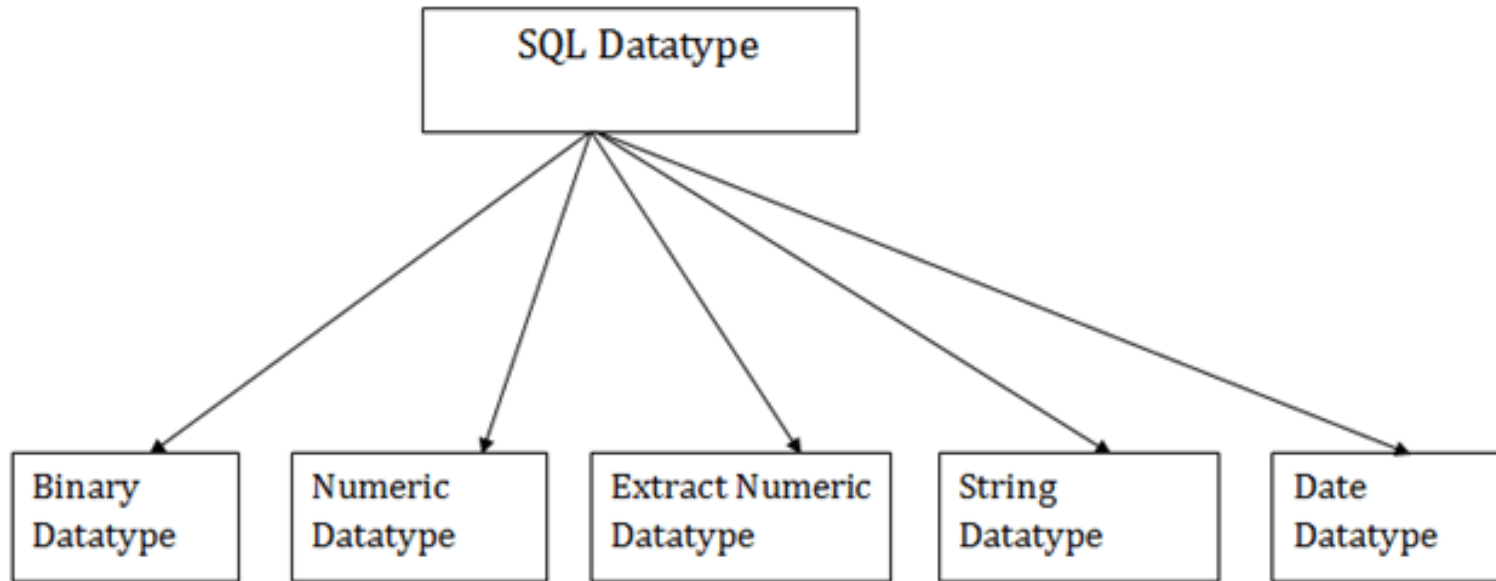 SQL Datatype
Binary
Datatype
Numeric
Datatype
Extract Numeric
Datatype
String
Datatype
Date
Datatype